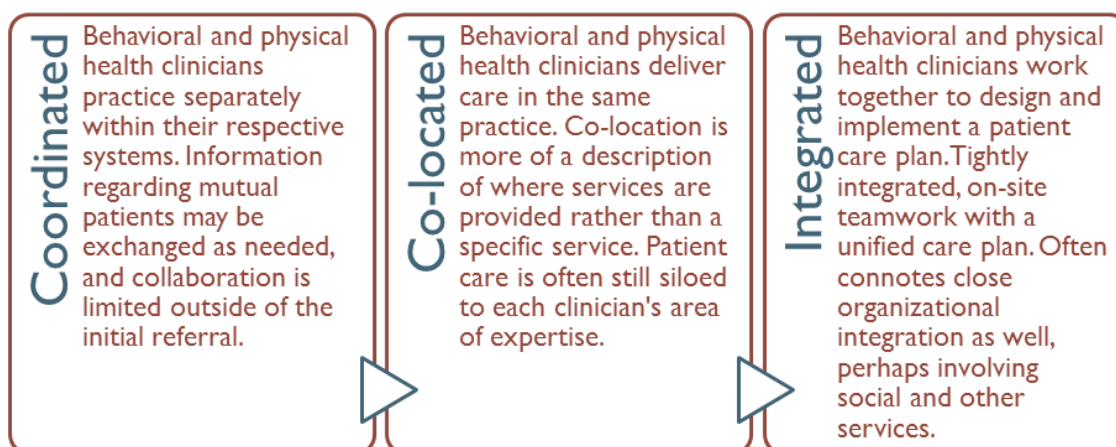 Coordinated
Behavioral and physical
health clinicians
practice separately
within their respective
systems. Information
regarding mutual
patients may be
exchanged as needed,
and collaboration is
limited outside of the
initial referral.
Co-located
Behavioral and physical
health clinicians deliver
care in the same
practice. Co-location is
more of a description
of where services are
provided rather than a
specific service. Patient
care is often still siloed
to each clinician's area
of expertise.
Integrated
Behavioral and physical
health clinicians work
together to design and
implement a patient
care plan. Tightly
integrated, on-site
teamwork with a
unified care plan. Often
connotes close
organizational
integration as well,
perhaps involving
social and other
services.